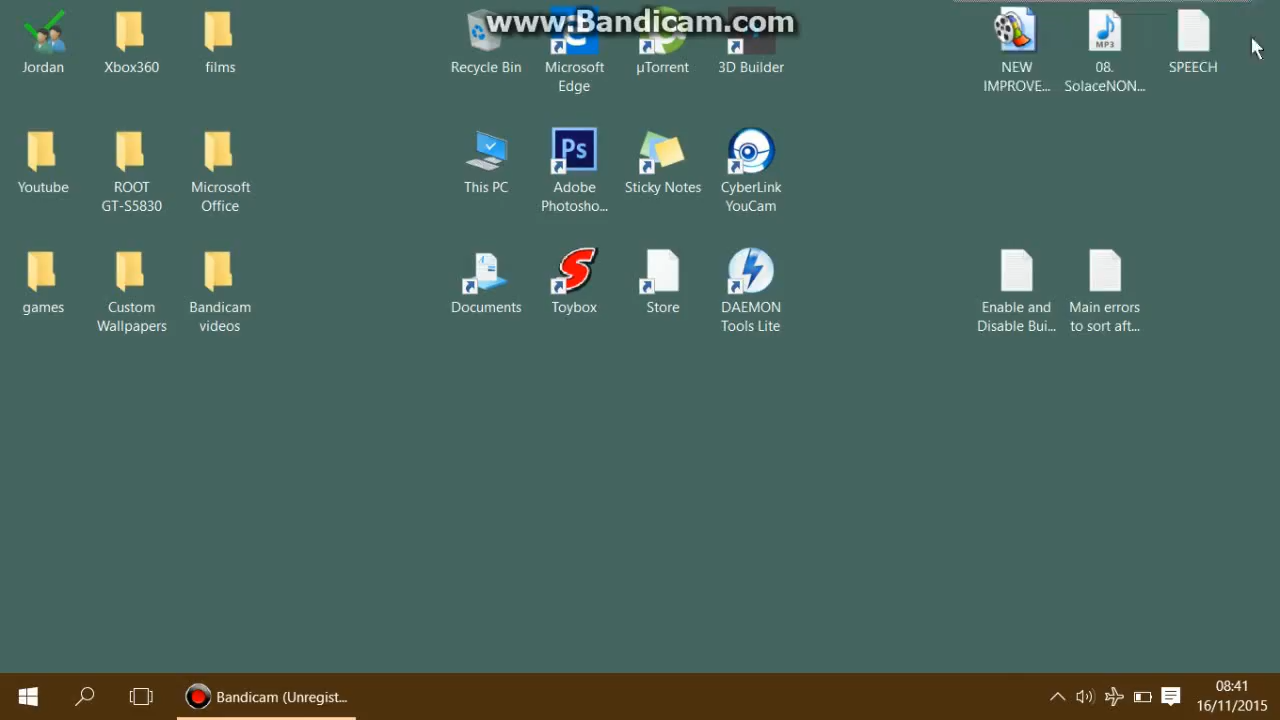 www.Bandicam.com
Jordan
Xbox360
films
Recycle Bin
Microsoft
Edge
µTorrent
3D Builder
NEW
IMPROVE...
08.
SolaceNON...
MP3
SPEECH
Youtube
ROOT
GT-S5830
Microsoft
Office
This PC
Ps
Adobe
Photosho...
Sticky Notes
CyberLink
YouCam
games
Custom
Wallpapers
Bandicam
videos
Documents
S
Toybox
Store
DAEMON
Tools Lite
Enable and
Disable Bui...
Main errors
to sort aft...
Bandicam (Unregist...
08:41
16/11/2015